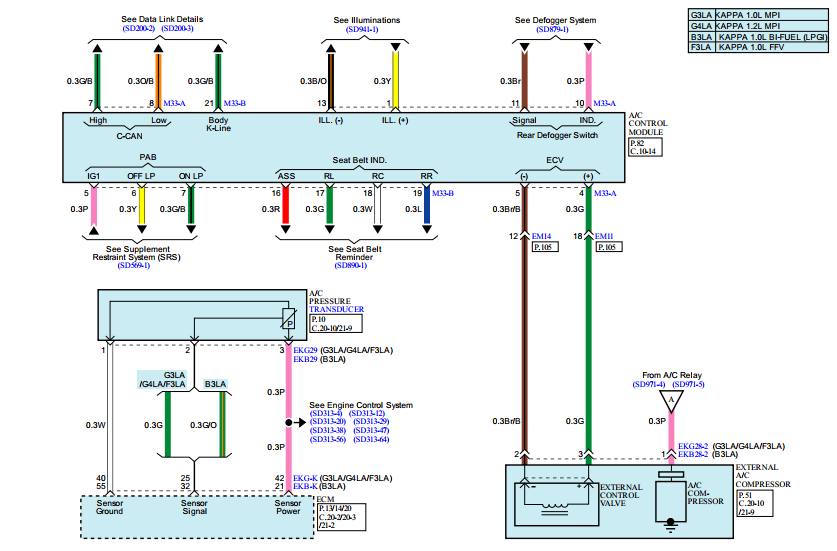 See Data Link Details
(SD200-2) (SD200-3)
See Illuminations
(SD941-1)
See Defogger System
(SD879-1)
G3LA KAPPA 1.0L MPI
G4LA KAPPA 1.2L MPI
B3LA KAPPA 1.0L BI-FUEL (LPGI)
F3LA KAPPA 1.0L FFV
0.3G/B 0.3O/B 0.3G/B 0.3B/O 0.3Y 0.3Br 0.3P
7 8 M33-A 21 M33-B 13 1 11 10 M33-A
High Low Body K-Line ILL. (-) ILL. (+) Signal IND.
C-CAN
Rear Defogger Switch
A/C
CONTROL
MODULE
P.82
C.10-14
PAB
Seat Belt IND.
ECV
IG1 OFF LP ON LP ASS RL RC RR (-) (+)
5 6 7 16 17 18 19 M33-B 5 4 M33-A
0.3P 0.3Y 0.3G/B 0.3R 0.3G 0.3W 0.3L 0.3Br/B 0.3G
12 EM14 18 EM11
P.105 P.105
See Supplement
Restraint System (SRS)
(SD569-1)
See Seat Belt
Reminder
(SD890-1)
A/C
PRESSURE
TRANSDUCER
P.10
C.20-10/21-9
P
1 2 3 EKG29 (G3LA/G4LA/F3LA)
EKB29 (B3LA)
G3LA
/G4LA/F3LA
B3LA
0.3P
See Engine Control System
(SD313-4) (SD313-12)
(SD313-20) (SD313-29)
(SD313-38) (SD313-47)
(SD313-56) (SD313-64)
0.3W 0.3G 0.3G/O
0.3P
40 25 42 EKG-K (G3LA/G4LA/F3LA)
55 32 21 EKB-K (B3LA)
Sensor
Ground
Sensor
Signal
Sensor
Power
ECM
P.13/14/20
C.20-2/20-3
/21-2
From A/C Relay
(SD971-4) (SD971-5)
A
0.3Br/B 0.3G 0.3P
2 3 1 EKG28-2 (G3LA/G4LA/F3LA)
EKB28-2 (B3LA)
− +
EXTERNAL
CONTROL
VALVE
A/C
COM-
PRESSOR
EXTERNAL
A/C
COMPRESSOR
P.51
C.20-10
/21-9